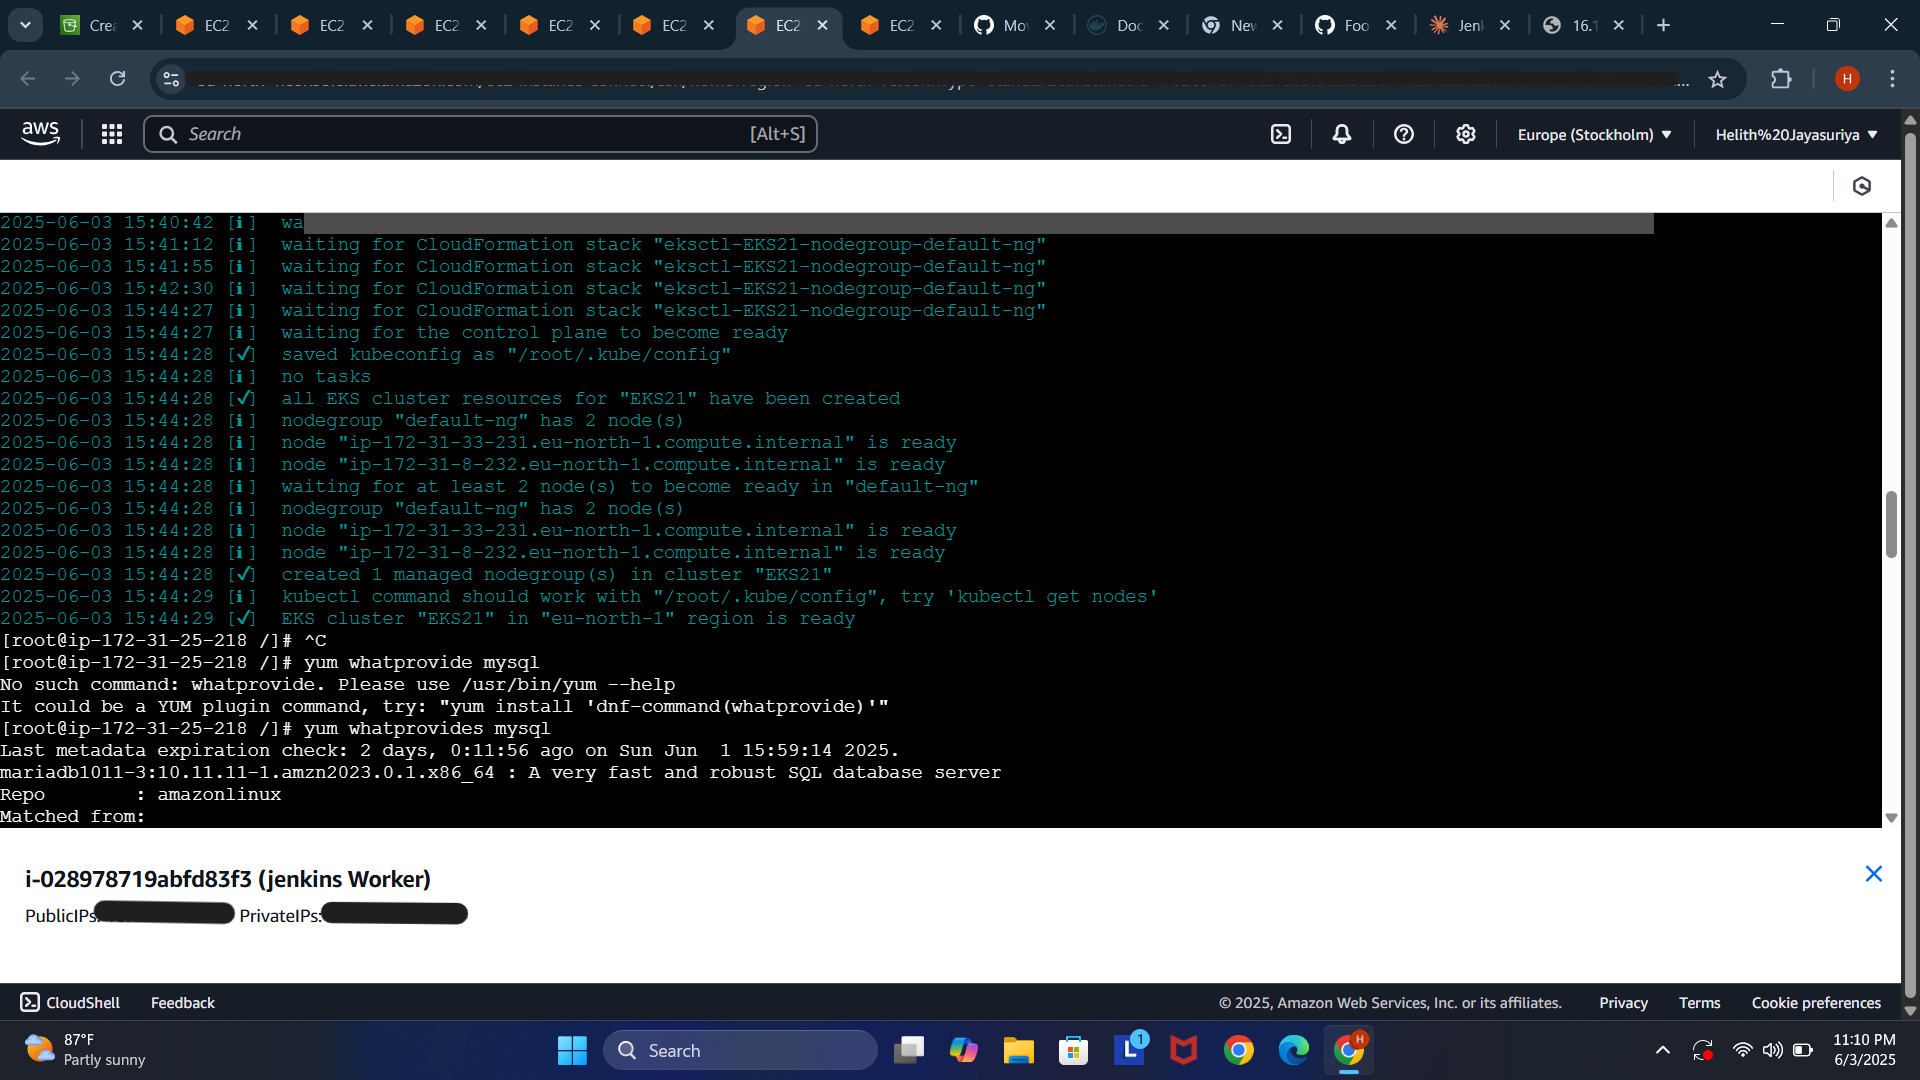 Crea
EC2
EC2
EC2
EC2
EC2
EC2
EC2
Mov
Doc
New
Foo
Jenk
16.1
H
aws
Search
[Alt+S]
Europe (Stockholm)
Helith%20Jayasuriya
2025-06-03 15:40:42 [ℹ]  wa
2025-06-03 15:41:12 [ℹ]  waiting for CloudFormation stack "eksctl-EKS21-nodegroup-default-ng"
2025-06-03 15:41:55 [ℹ]  waiting for CloudFormation stack "eksctl-EKS21-nodegroup-default-ng"
2025-06-03 15:42:30 [ℹ]  waiting for CloudFormation stack "eksctl-EKS21-nodegroup-default-ng"
2025-06-03 15:44:27 [ℹ]  waiting for CloudFormation stack "eksctl-EKS21-nodegroup-default-ng"
2025-06-03 15:44:27 [ℹ]  waiting for the control plane to become ready
2025-06-03 15:44:28 [✔]  saved kubeconfig as "/root/.kube/config"
2025-06-03 15:44:28 [ℹ]  no tasks
2025-06-03 15:44:28 [✔]  all EKS cluster resources for "EKS21" have been created
2025-06-03 15:44:28 [ℹ]  nodegroup "default-ng" has 2 node(s)
2025-06-03 15:44:28 [ℹ]  node "ip-172-31-33-231.eu-north-1.compute.internal" is ready
2025-06-03 15:44:28 [ℹ]  node "ip-172-31-8-232.eu-north-1.compute.internal" is ready
2025-06-03 15:44:28 [ℹ]  waiting for at least 2 node(s) to become ready in "default-ng"
2025-06-03 15:44:28 [ℹ]  nodegroup "default-ng" has 2 node(s)
2025-06-03 15:44:28 [ℹ]  node "ip-172-31-33-231.eu-north-1.compute.internal" is ready
2025-06-03 15:44:28 [ℹ]  node "ip-172-31-8-232.eu-north-1.compute.internal" is ready
2025-06-03 15:44:28 [✔]  created 1 managed nodegroup(s) in cluster "EKS21"
2025-06-03 15:44:29 [ℹ]  kubectl command should work with "/root/.kube/config", try 'kubectl get nodes'
2025-06-03 15:44:29 [✔]  EKS cluster "EKS21" in "eu-north-1" region is ready
[root@ip-172-31-25-218 /]# ^C
[root@ip-172-31-25-218 /]# yum whatprovide mysql
No such command: whatprovide. Please use /usr/bin/yum --help
It could be a YUM plugin command, try: "yum install 'dnf-command(whatprovide)'"
[root@ip-172-31-25-218 /]# yum whatprovides mysql
Last metadata expiration check: 2 days, 0:11:56 ago on Sun Jun  1 15:59:14 2025.
mariadb1011-3:10.11.11-1.amzn2023.0.1.x86_64 : A very fast and robust SQL database server
Repo        : amazonlinux
Matched from:
i-028978719abfd83f3 (jenkins Worker)
PublicIPs: PrivateIPs:
CloudShell
Feedback
© 2025, Amazon Web Services, Inc. or its affiliates.
Privacy
Terms
Cookie preferences
87°F
Partly sunny
Search
L
1
H
11:10 PM
6/3/2025